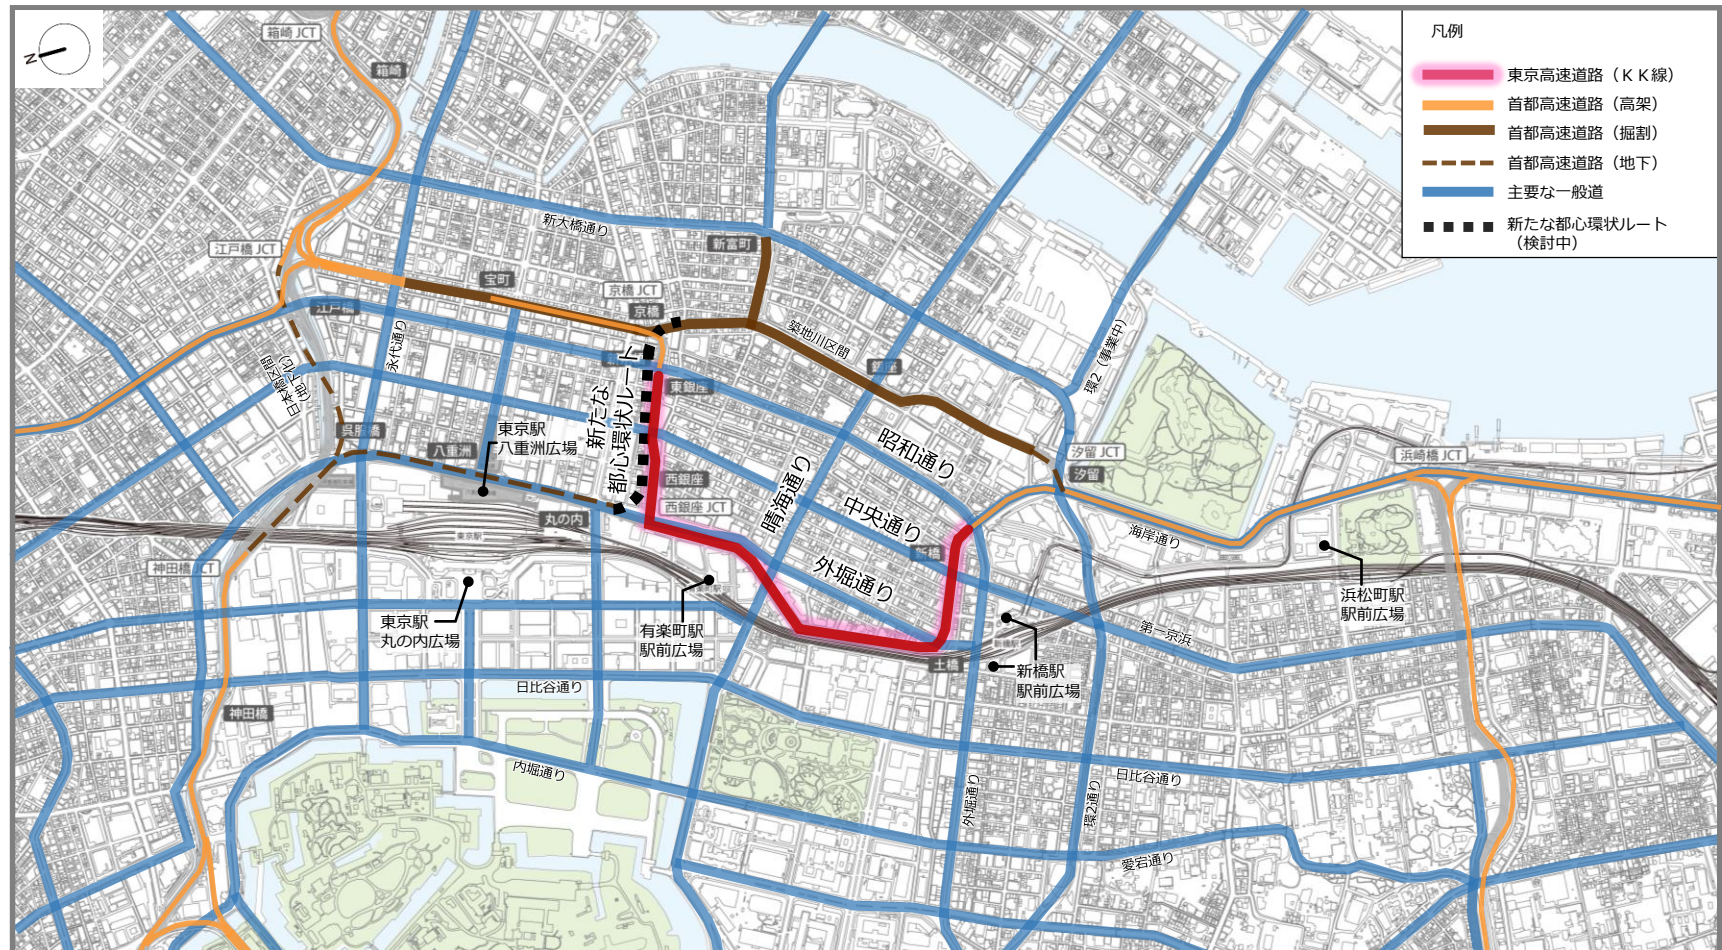 凡例
東京高速道路（ＫＫ線）
首都高速道路（高架）
首都高速道路（掘割）
首都高速道路（地下）
主要な一般道
新たな都心環状ルート
（検討中）
N
箱崎 JCT
箱崎
新大橋通り
新富町
江戸橋 JCT
宝町
京橋 JCT
江戸橋
京橋
永代通り
築地川区間
環2（事業中）
日本橋区間
（地下化）
銀座
東銀座
新たな
都心環状ルート
呉服橋
八重洲
東京駅
八重洲広場
昭和通り
汐留 JCT
汐留
浜崎橋 JCT
西銀座
西銀座 JCT
晴海通り
中央通り
丸の内
東京駅
新橋
海岸通り
外堀通り
神田橋 JCT
東京駅
丸の内広場
有楽町駅
駅前広場
浜松町駅
駅前広場
第一京浜
土橋
新橋駅
駅前広場
日比谷通り
神田橋
内堀通り
日比谷通り
外堀通り
環2通り
愛宕通り